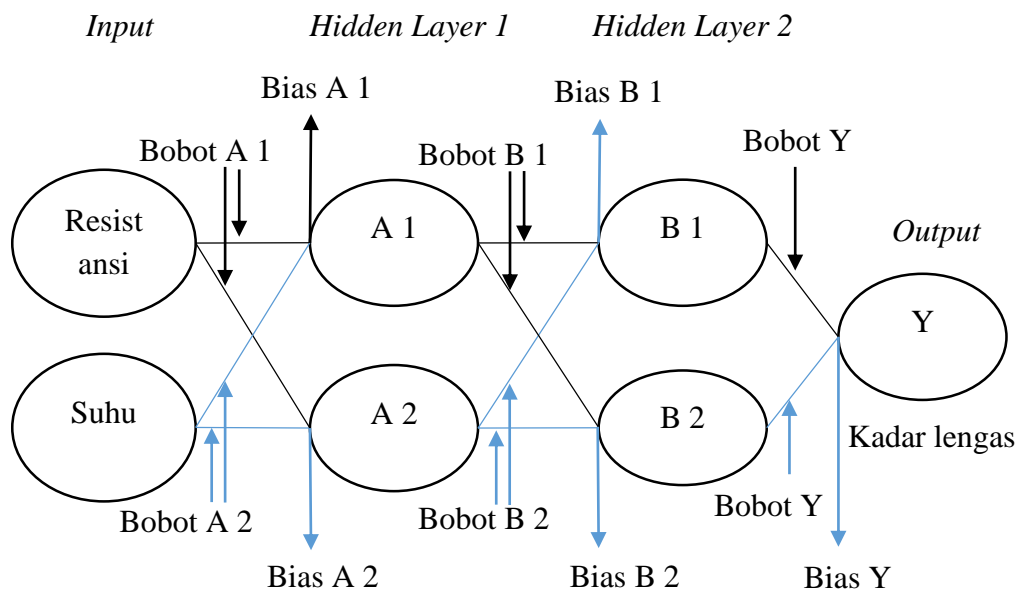 Input
Hidden Layer 1
Hidden Layer 2
Bias A 1
Bias B 1
Bobot A 1
Bobot B 1
Bobot Y
Resist
ansi
A 1
B 1
Output
Y
Suhu
A 2
B 2
Kadar lengas
Bobot A 2
Bobot B 2
Bobot Y
Bias A 2
Bias B 2
Bias Y